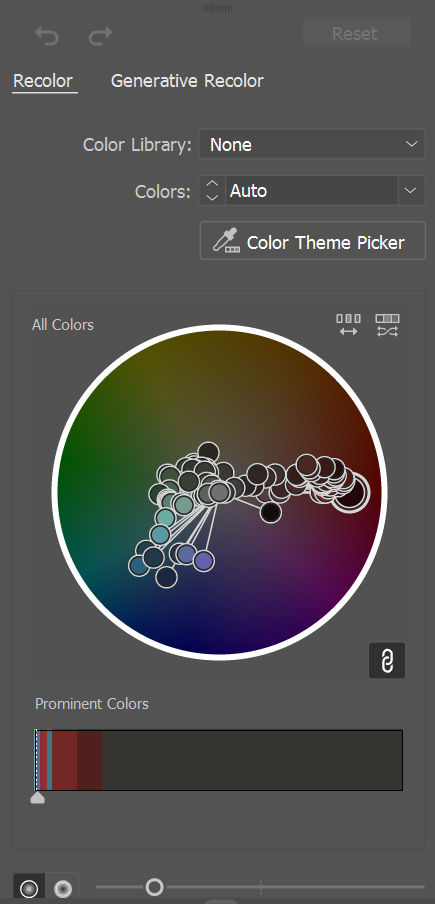 Reset
Recolor
Generative Recolor
Color Library:
None
Colors:
Auto
Color Theme Picker
All Colors
Prominent Colors